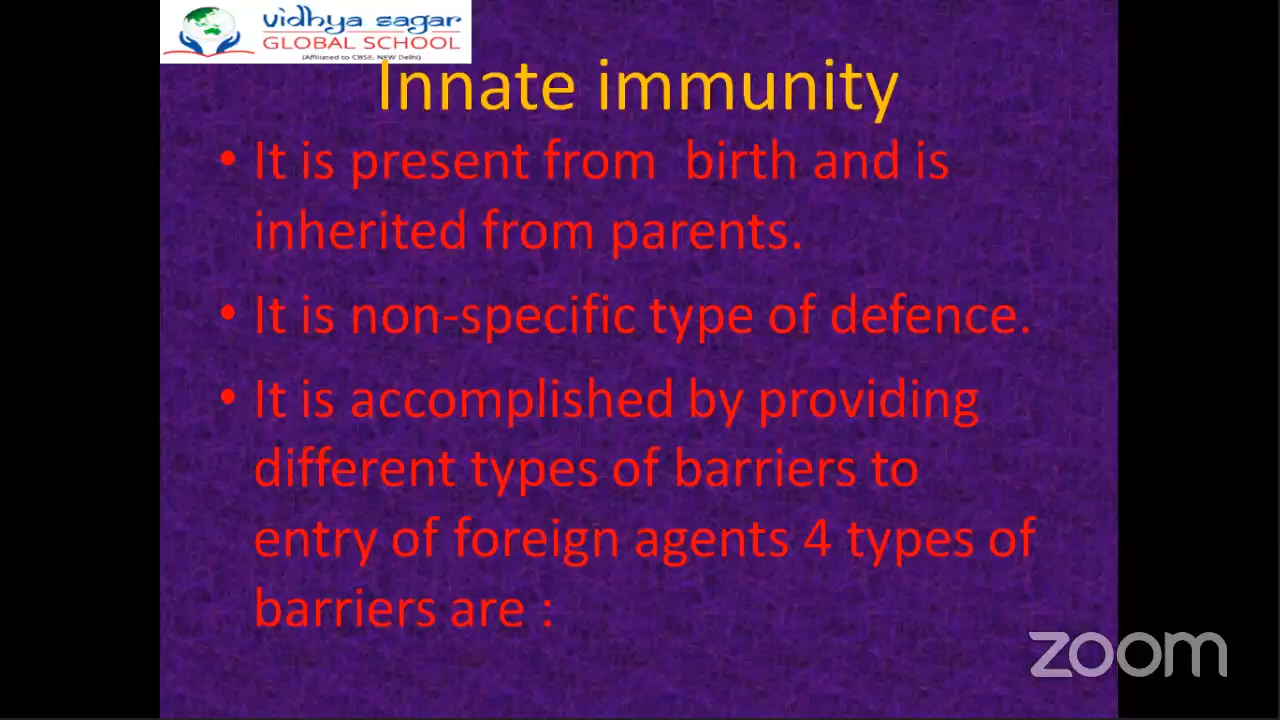 vidhya sagar
GLOBAL SCHOOL
(Affiliated to CBSE, NEW Delhi)
Innate immunity
• It is present from birth and is
inherited from parents.
• It is non-specific type of defence.
• It is accomplished by providing
different types of barriers to
entry of foreign agents 4 types of
barriers are :
zoom